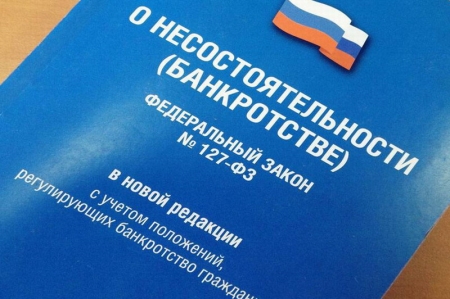 О НЕСОСТОЯТЕЛЬНОСТИ
(БАНКРОТСТВЕ)
ФЕДЕРАЛЬНЫЙ ЗАКОН
№ 127-ФЗ
в новой редакции
с учетом положений,
регулирующих банкротство граждан